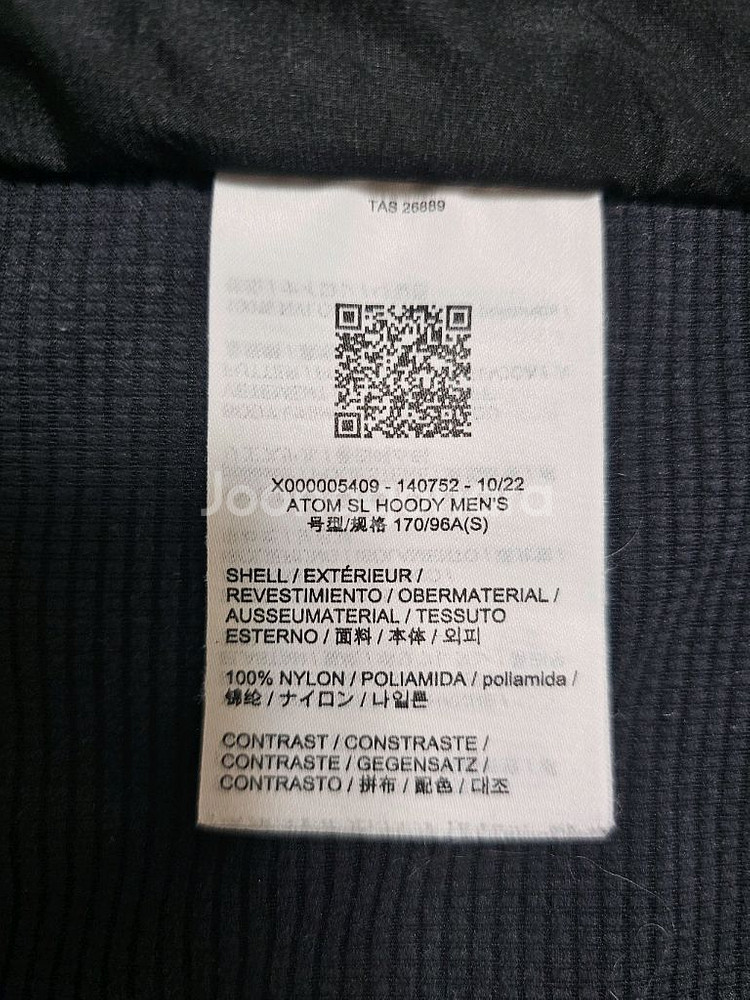 TAS 26889
X000005409 - 140752 - 10/22
ATOM SL HOODY MEN'S
号型/规格 170/96A(S)
SHELL / EXTÉRIEUR /
REVESTIMIENTO / OBERMATERIAL /
AUSSEUMATERIAL / TESSUTO
ESTERNO / 面料 / 本体 / 외피
100% NYLON / POLIAMIDA / poliamida /
锦纶 / ナイロン / 나일론
CONTRAST / CONSTRASTE /
CONTRASTE / GEGENSATZ /
CONTRASTO / 拼布 / 配色 / 대조